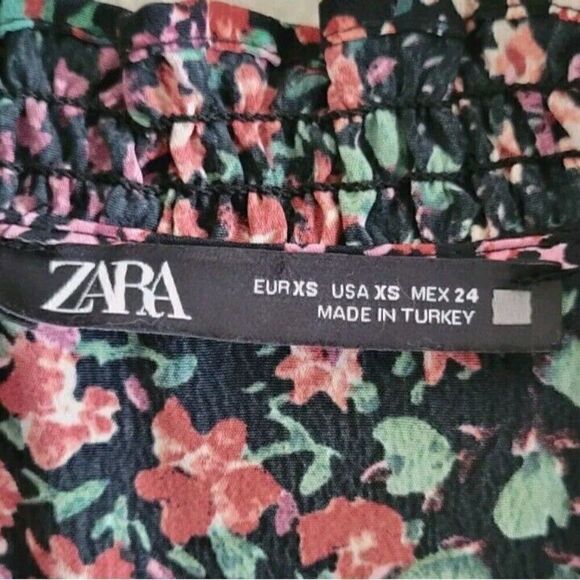 ZARA
EUR XS USA XS MEX 24
MADE IN TURKEY